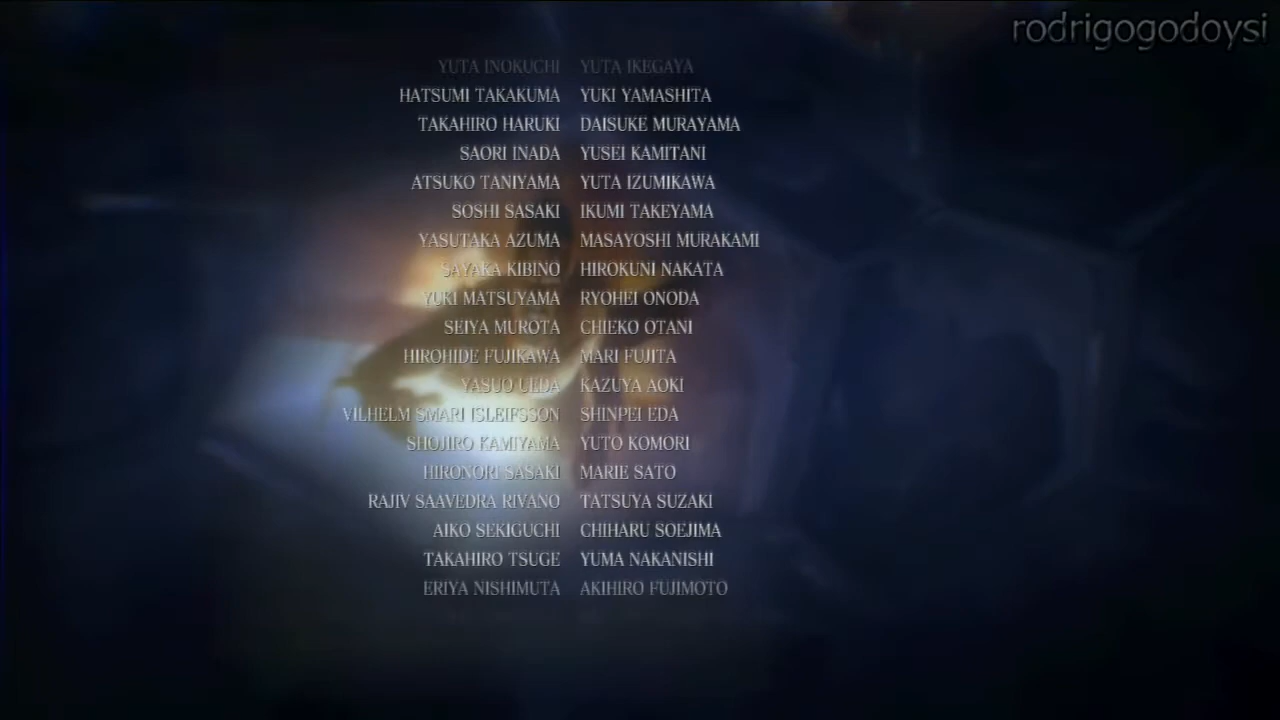 rodrigogodoysi
YUTA INOKUCHI YUTA IKEGAYA
HATSUMI TAKAKUMA YUKI YAMASHITA
TAKAHIRO HARUKI DAISUKE MURAYAMA
SAORI INADA YUSEI KAMITANI
ATSUKO TANIYAMA YUTA IZUMIKAWA
SOSHI SASAKI IKUMI TAKEYAMA
YASUTAKA AZUMA MASAYOSHI MURAKAMI
SAYAKA KIBINO HIROKUNI NAKATA
YUKI MATSUYAMA RYOHEI ONODA
SEIYA MUROTA CHIEKO OTANI
HIROHIDE FUJIKAWA MARI FUJITA
YASUO UEDA KAZUYA AOKI
VILHELM SMARI ISLEIFSSON SHINPEI EDA
SHOJIRO KAMIYAMA YUTO KOMORI
HIRONORI SASAKI MARIE SATO
RAJIV SAAVEDRA RIVANO TATSUYA SUZAKI
AIKO SEKIGUCHI CHIHARU SOEJIMA
TAKAHIRO TSUGE YUMA NAKANISHI
ERIYA NISHIMUTA AKIHIRO FUJIMOTO